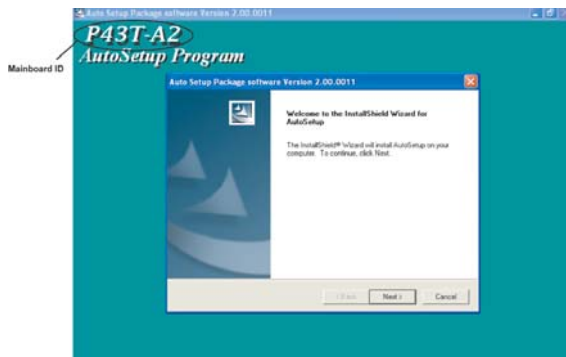 Auto Setup Package software Version 2.00.0011
P43T-A2
AutoSetup Program
Mainboard ID
Auto Setup Package software Version 2.00.0011
Welcome to the InstallShield Wizard for
AutoSetup
The InstallShield® Wizard will install AutoSetup on your
computer. To continue, click Next.
< Back
Next >
Cancel